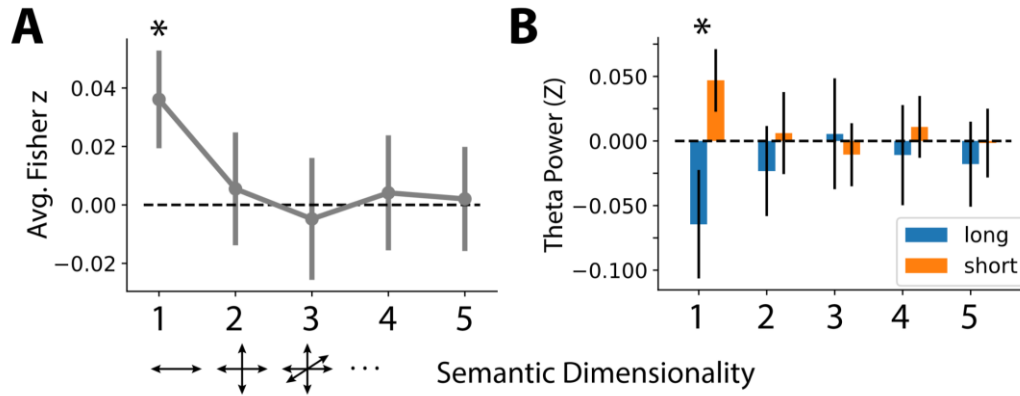 A
*
Avg. Fisher z
0.04
0.02
0.00
−0.02
1 2 3 4 5
...
B
*
Theta Power (Z)
0.050
0.000
−0.050
−0.100
long
short
1 2 3 4 5
Semantic Dimensionality